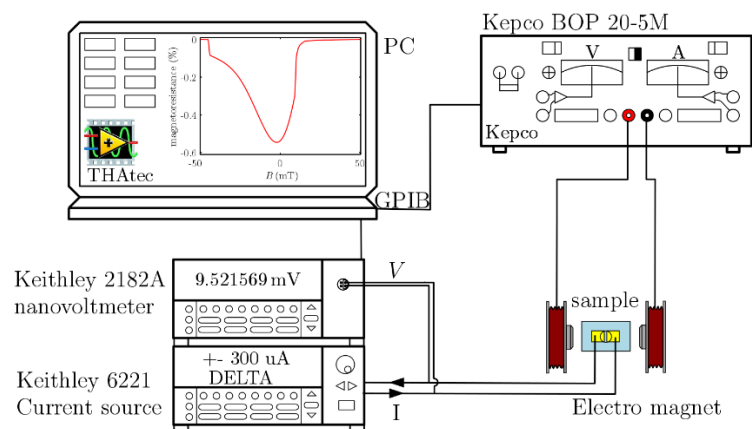 Kepco BOP 20-5M
PC
V
A
Kepco
magnetoresistance (%)
0
-0.2
-0.4
-0.6
-50
0
50
B (mT)
THAtec
GPIB
Keithley 2182A
nanovoltmeter
9.521569 mV
V
sample
Keithley 6221
Current source
+- 300 uA
DELTA
I
Electro magnet